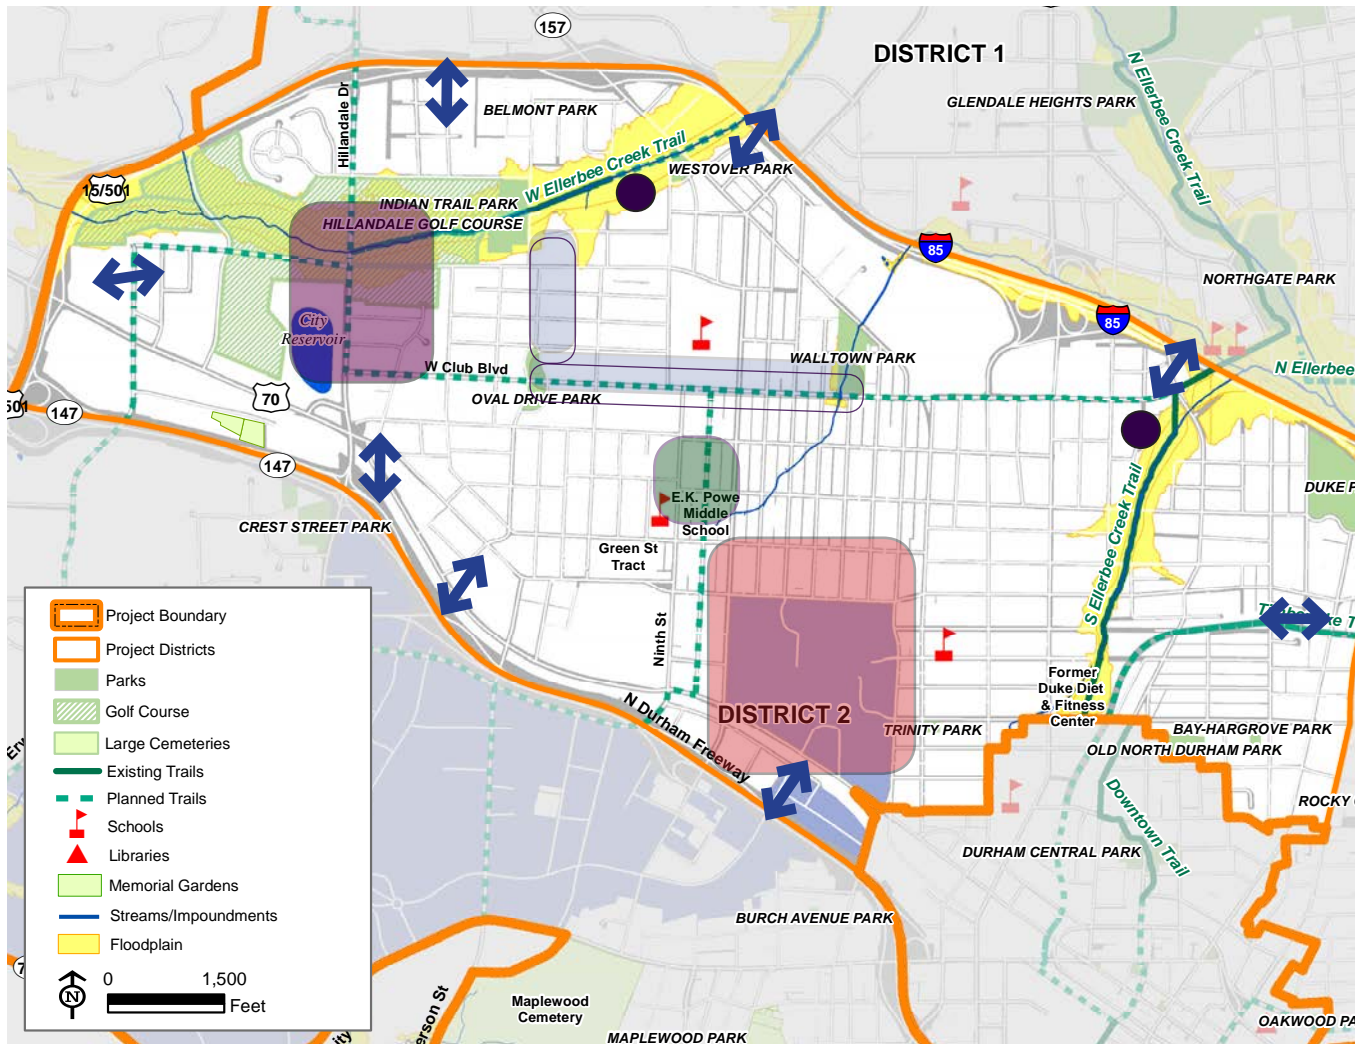 157
DISTRICT 1
N Ellerbee Creek Trail
GLENDALE HEIGHTS PARK
BELMONT PARK
Hillandale Dr
W Ellerbee Creek Trail
WESTOVER PARK
15/501
INDIAN TRAIL PARK
HILLANDALE GOLF COURSE
85
NORTHGATE PARK
85
City
Reservoir
W Club Blvd
WALLTOWN PARK
N Ellerbee
70
OVAL DRIVE PARK
501
147
147
CREST STREET PARK
E.K. Powe
Middle
School
DUKE P
S Ellerbee Creek Trail
Green St
Tract
Ninth St
Former
Duke Diet
& Fitness
Center
N Durham Freeway
DISTRICT 2
TRINITY PARK
BAY-HARGROVE PARK
OLD NORTH DURHAM PARK
ROCKY
Downtown Trail
DURHAM CENTRAL PARK
BURCH AVENUE PARK
Maplewood
Cemetery
MAPLEWOOD PARK
OAKWOOD PA
erson St
ity
Project Boundary
Project Districts
Parks
Golf Course
Large Cemeteries
Existing Trails
Planned Trails
Schools
Libraries
Memorial Gardens
Streams/Impoundments
Floodplain
N
0 1,500
Feet